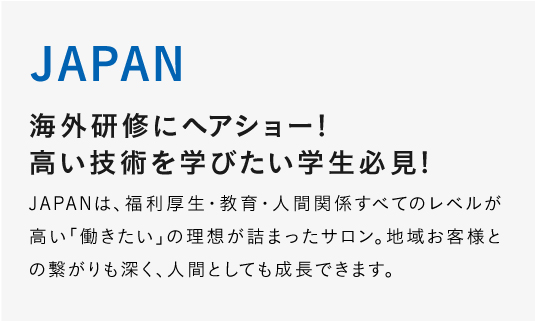 JAPAN
海外研修にヘアショー!
高い技術を学びたい学生必見!
JAPANは、福利厚生・教育・人間関係すべてのレベルが
高い「働きたい」の理想が詰まったサロン。地域お客様と
の繋がりも深く、人間としても成長できます。